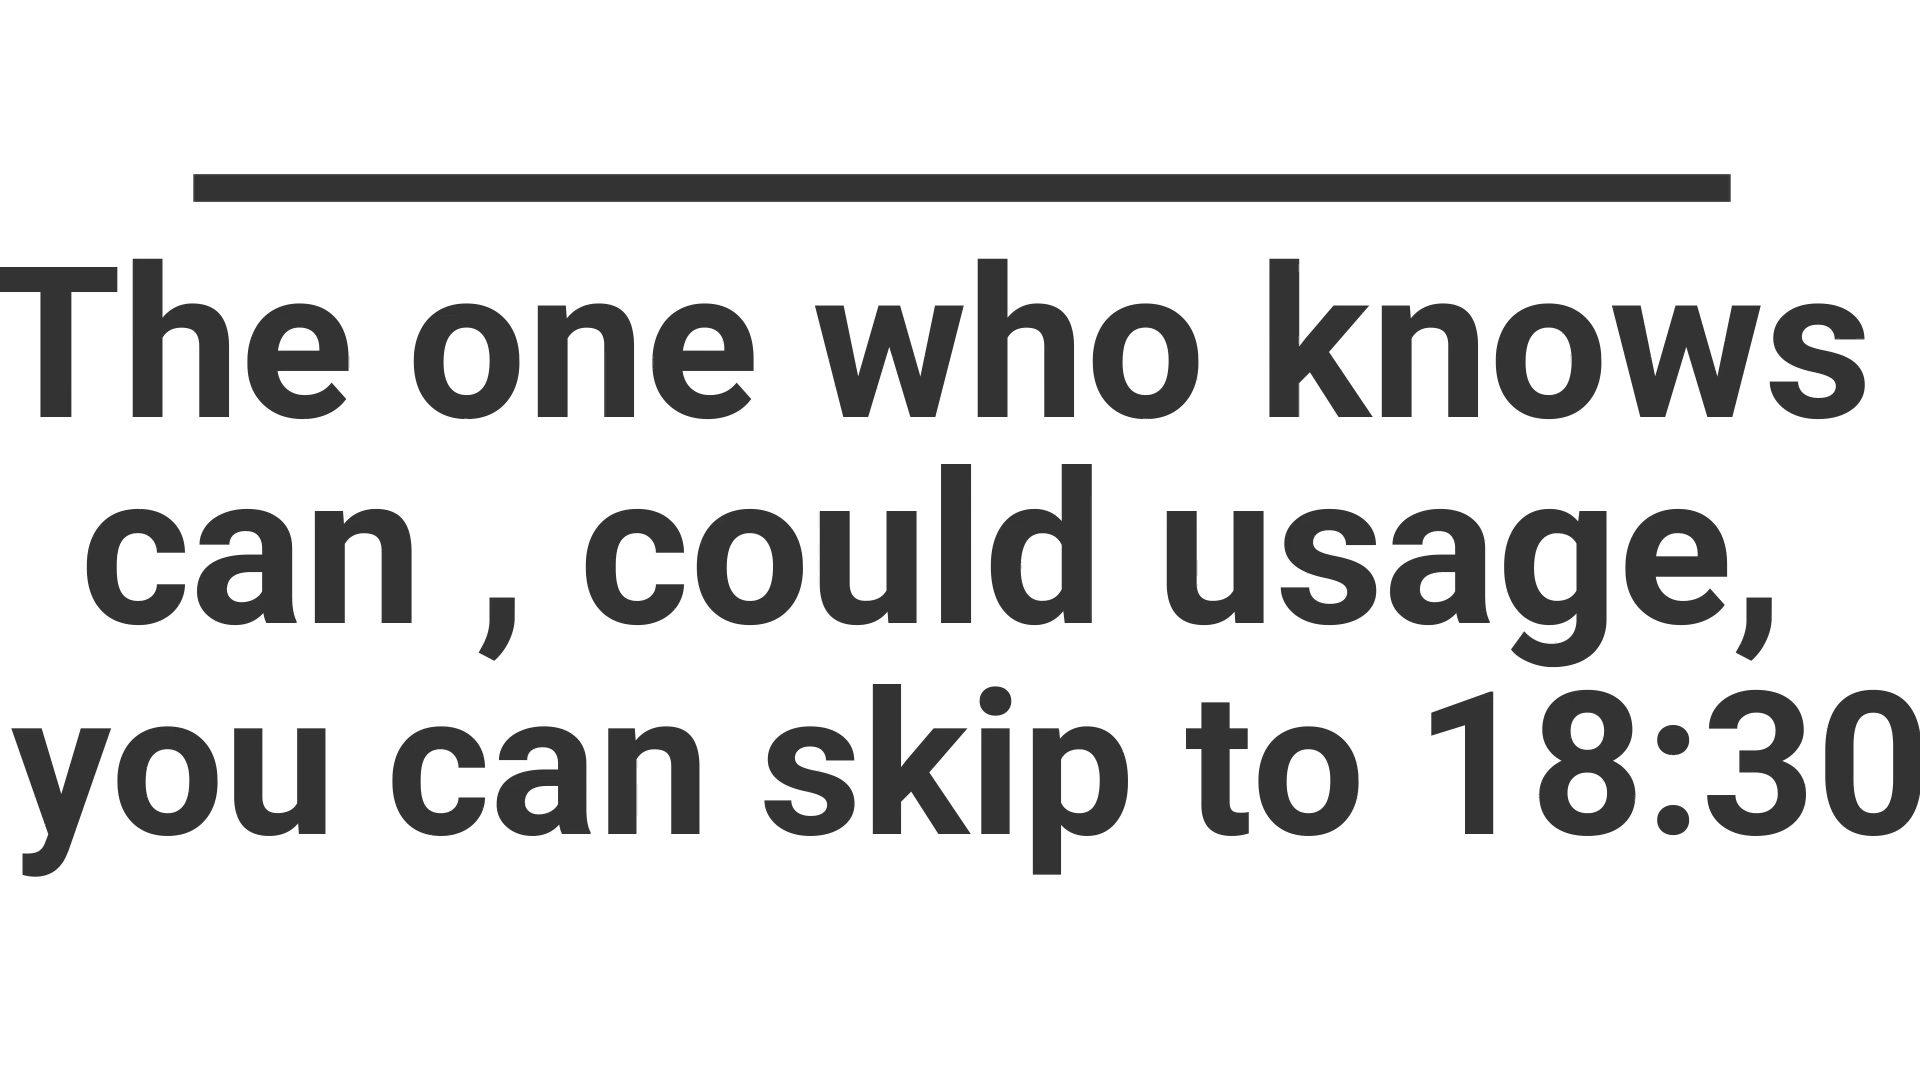 The one who knows
can , could usage,
you can skip to 18:30